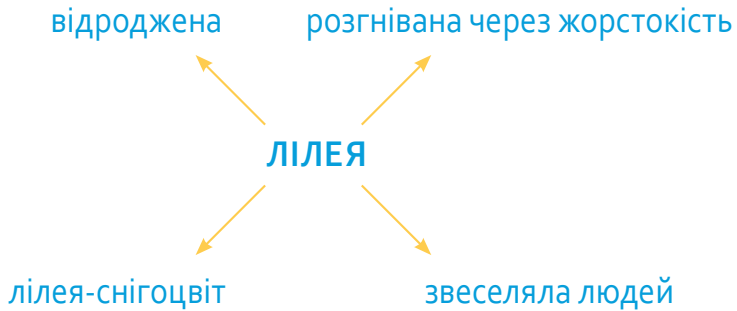 відроджена
розгнівана через жорстокість
ЛІЛЕЯ
лілея-снігоцвіт
звеселяла людей